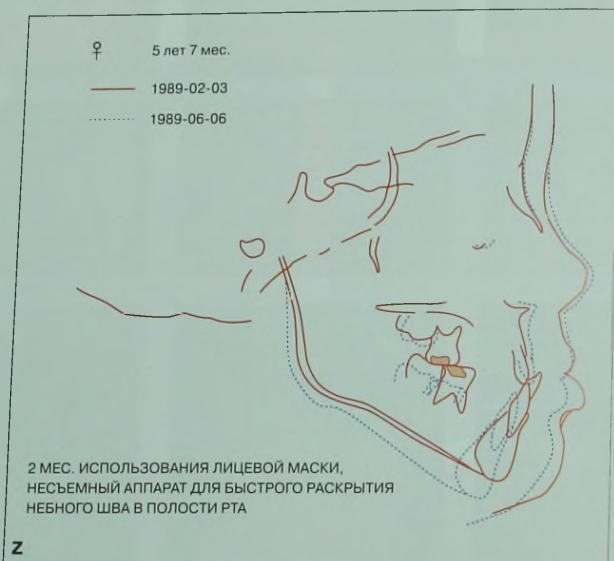 ♀ 5 лет 7 мес.
1989-02-03
1989-06-06
2 МЕС. ИСПОЛЬЗОВАНИЯ ЛИЦЕВОЙ МАСКИ,
НЕСЪЕМНЫЙ АППАРАТ ДЛЯ БЫСТРОГО РАСКРЫТИЯ
НЕБНОГО ШВА В ПОЛОСТИ РТА
Z